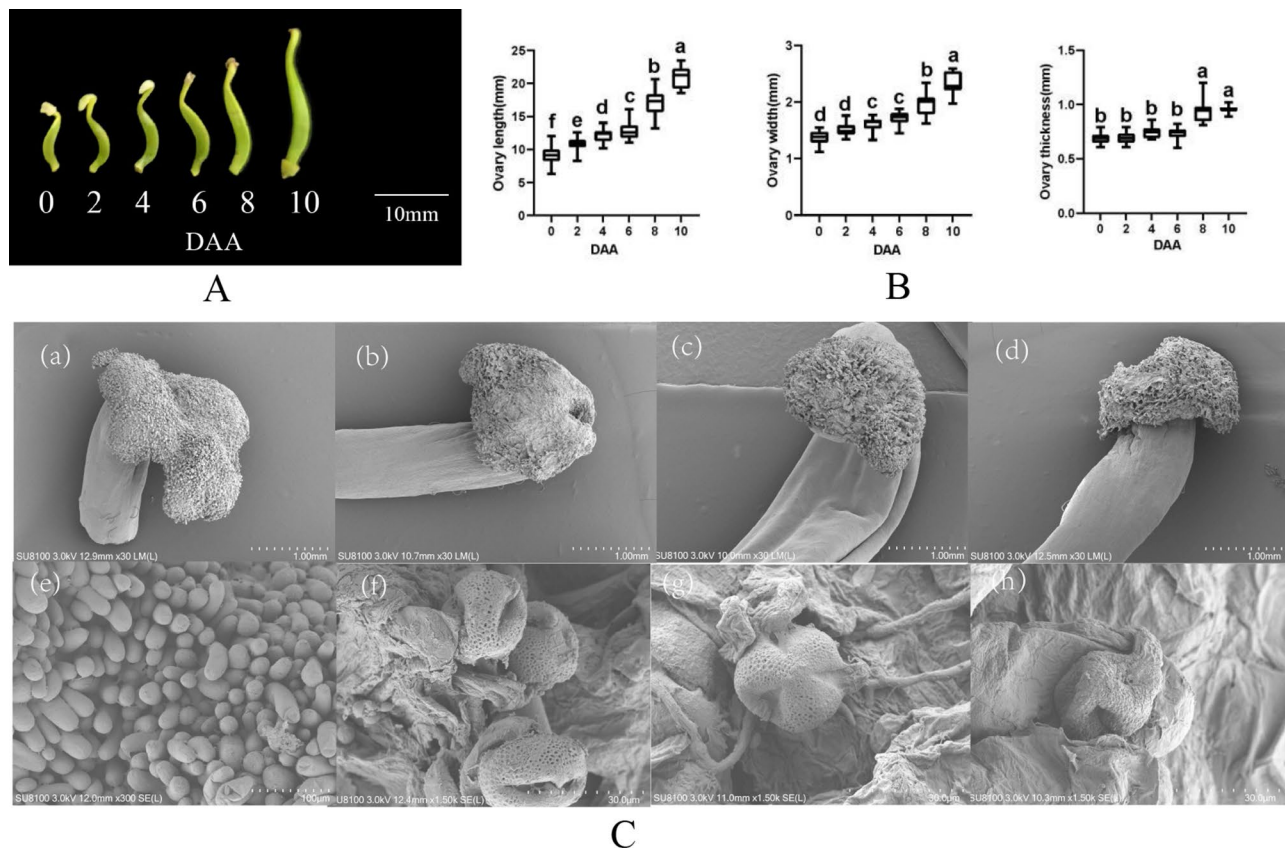 0 2 4 6 8 10
DAA
10mm
A
Ovary length(mm)
25
20
15
10
5
0
f e d c b a
0 2 4 6 8 10
DAA
Ovary width(mm)
3
2
1
0
d d c c b a
0 2 4 6 8 10
DAA
Ovary thickness(mm)
1.5
1.0
0.5
0.0
b b b b a a
0 2 4 6 8 10
DAA
B
(a)
SU8100 3.0kV 12.9mm x30 LM(L) 1.00mm
(b)
SU8100 3.0kV 10.7mm x30 LM(L) 1.00mm
(c)
SU8100 3.0kV 10.0mm x30 LM(L) 1.00mm
(d)
SU8100 3.0kV 12.5mm x30 LM(L) 1.00mm
(e)
SU8100 3.0kV 12.0mm x300 SE(L) 100μm
(f)
U8100 3.0kV 12.4mm x1.50k SE(L) 30.0μm
(g)
SU8100 3.0kV 11.0mm x1.50k SE(L) 30.0μm
(h)
SU8100 3.0kV 10.3mm x1.50k SE(L) 30.0μm
C